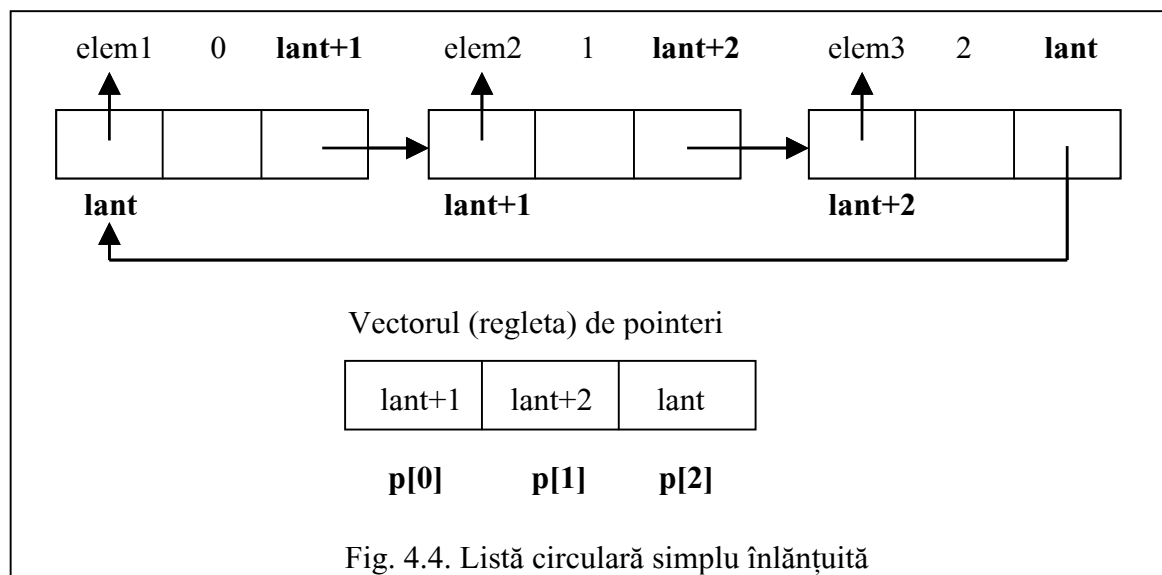 elem1 0 lant+1 elem2 1 lant+2 elem3 2 lant
lant lant+1 lant+2
Vectorul (regleta) de pointeri
lant+1 lant+2 lant
p[0] p[1] p[2]
Fig. 4.4. Listă circulară simplu înlănțuită